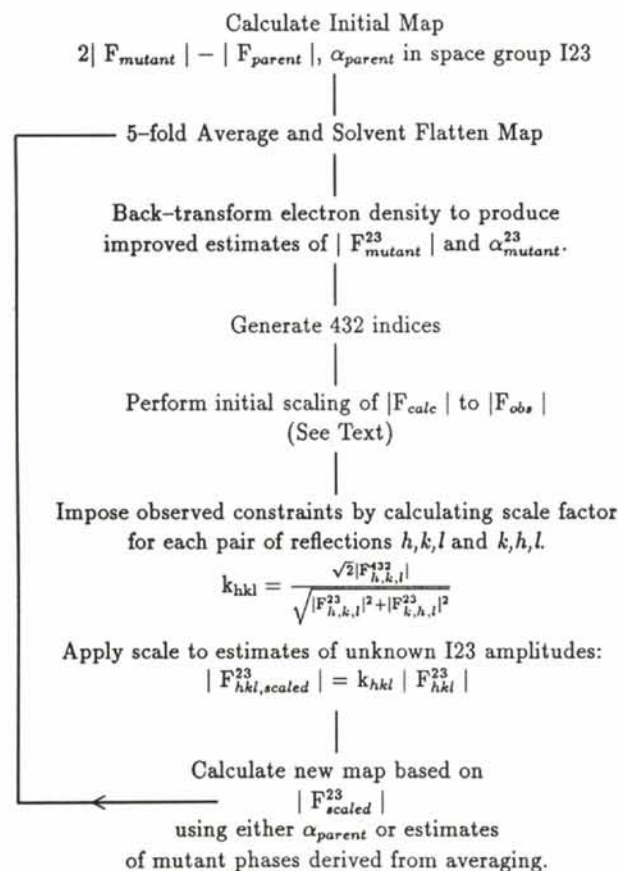 Calculate Initial Map
2| F_mutant | − | F_parent |, α_parent in space group I23
5–fold Average and Solvent Flatten Map
Back–transform electron density to produce
improved estimates of | F^23_mutant | and α^23_mutant.
Generate 432 indices
Perform initial scaling of |F_calc | to |F_obs |
(See Text)
Impose observed constraints by calculating scale factor
for each pair of reflections h,k,l and k,h,l.
k_hkl = √2|F^432_h,k,l| / √(|F^23_h,k,l|^2+|F^23_k,h,l|^2)
Apply scale to estimates of unknown I23 amplitudes:
| F^23_hkl,scaled | = k_hkl | F^23_hkl |
Calculate new map based on
| F^23_scaled |
using either α_parent or estimates
of mutant phases derived from averaging.